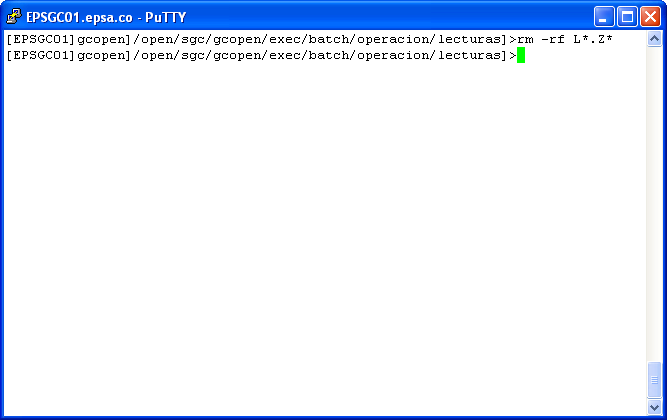 EPSGC01.epsa.co - PuTTY
[EPSGC01]gcopen]/open/sgc/gcopen/exec/batch/operacion/lecturas]>rm -rf L*.Z*
[EPSGC01]gcopen]/open/sgc/gcopen/exec/batch/operacion/lecturas]>